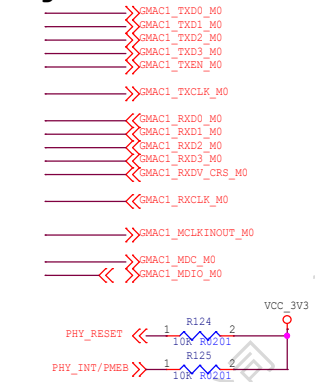 GMAC1_TXD0_M0
GMAC1_TXD1_M0
GMAC1_TXD2_M0
GMAC1_TXD3_M0
GMAC1_TXEN_M0
GMAC1_TXCLK_M0
GMAC1_RXD0_M0
GMAC1_RXD1_M0
GMAC1_RXD2_M0
GMAC1_RXD3_M0
GMAC1_RXDV_CRS_M0
GMAC1_RXCLK_M0
GMAC1_MCLKINOUT_M0
GMAC1_MDC_M0
GMAC1_MDIO_M0
VCC_3V3
PHY_RESET 1 R124 2
10K R0201
PHY_INT/PMEB 1 R125 2
10K R0201